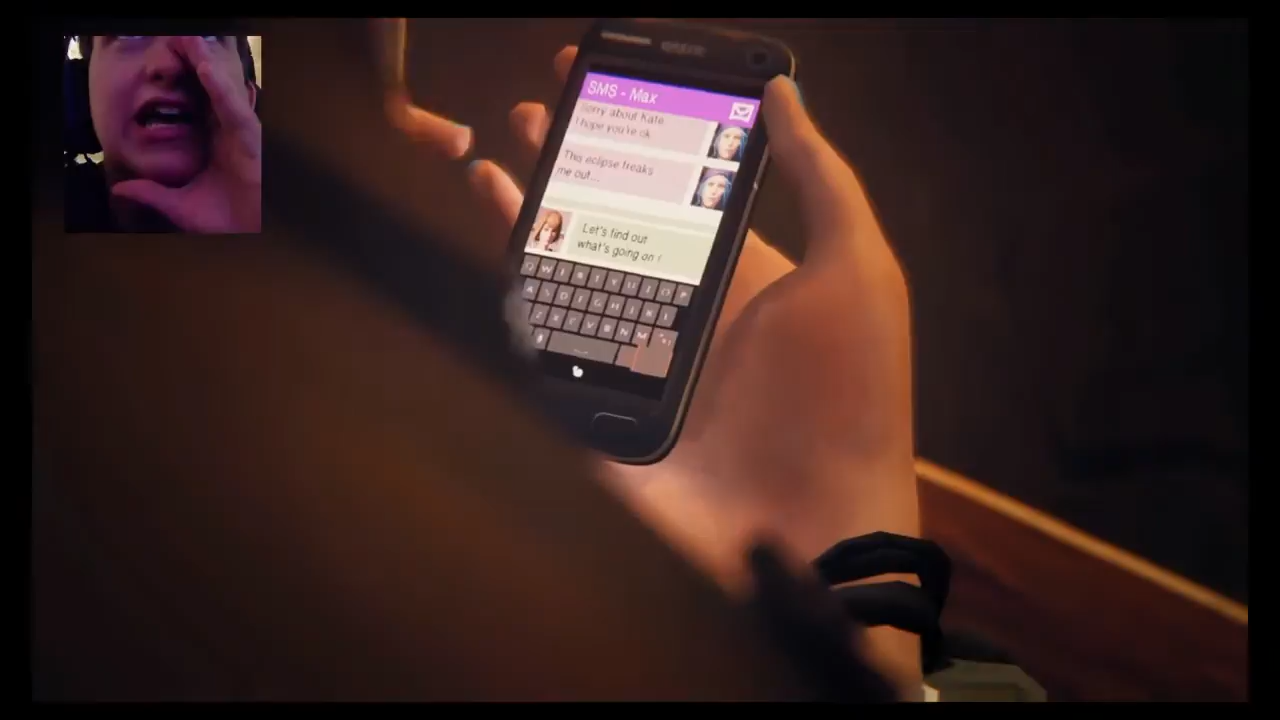 SMS - Max
Sorry about Kate
I hope you're ok
This eclipse freaks
me out...
Let's find out
what's going on !
Q W E R T Y U I O P
A S D F G H J K L
Z X C V B N M